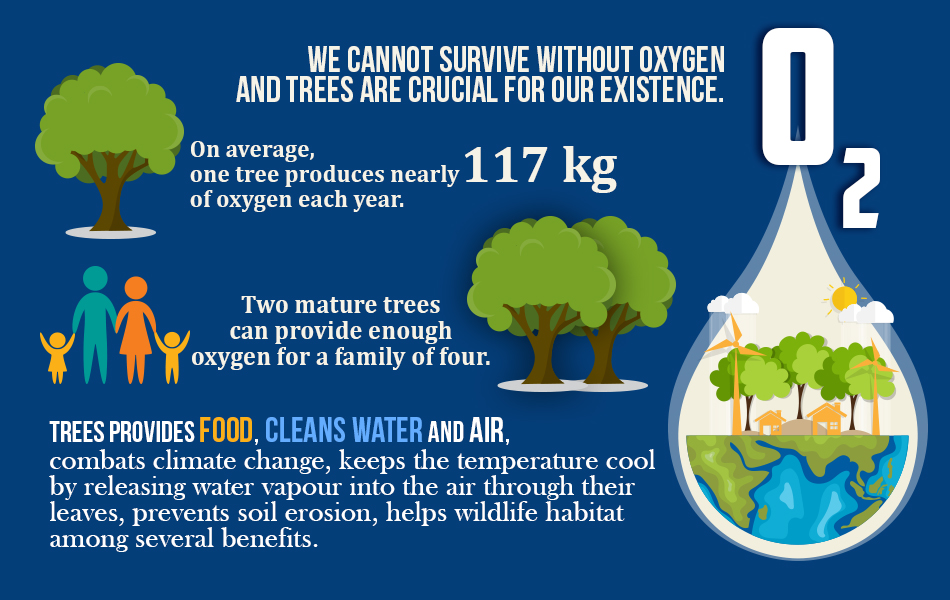 WE CANNOT SURVIVE WITHOUT OXYGEN
AND TREES ARE CRUCIAL FOR OUR EXISTENCE.
O2
On average,
one tree produces nearly 117 kg
of oxygen each year.
Two mature trees
can provide enough
oxygen for a family of four.
TREES PROVIDES FOOD, CLEANS WATER AND AIR,
combats climate change, keeps the temperature cool
by releasing water vapour into the air through their
leaves, prevents soil erosion, helps wildlife habitat
among several benefits.